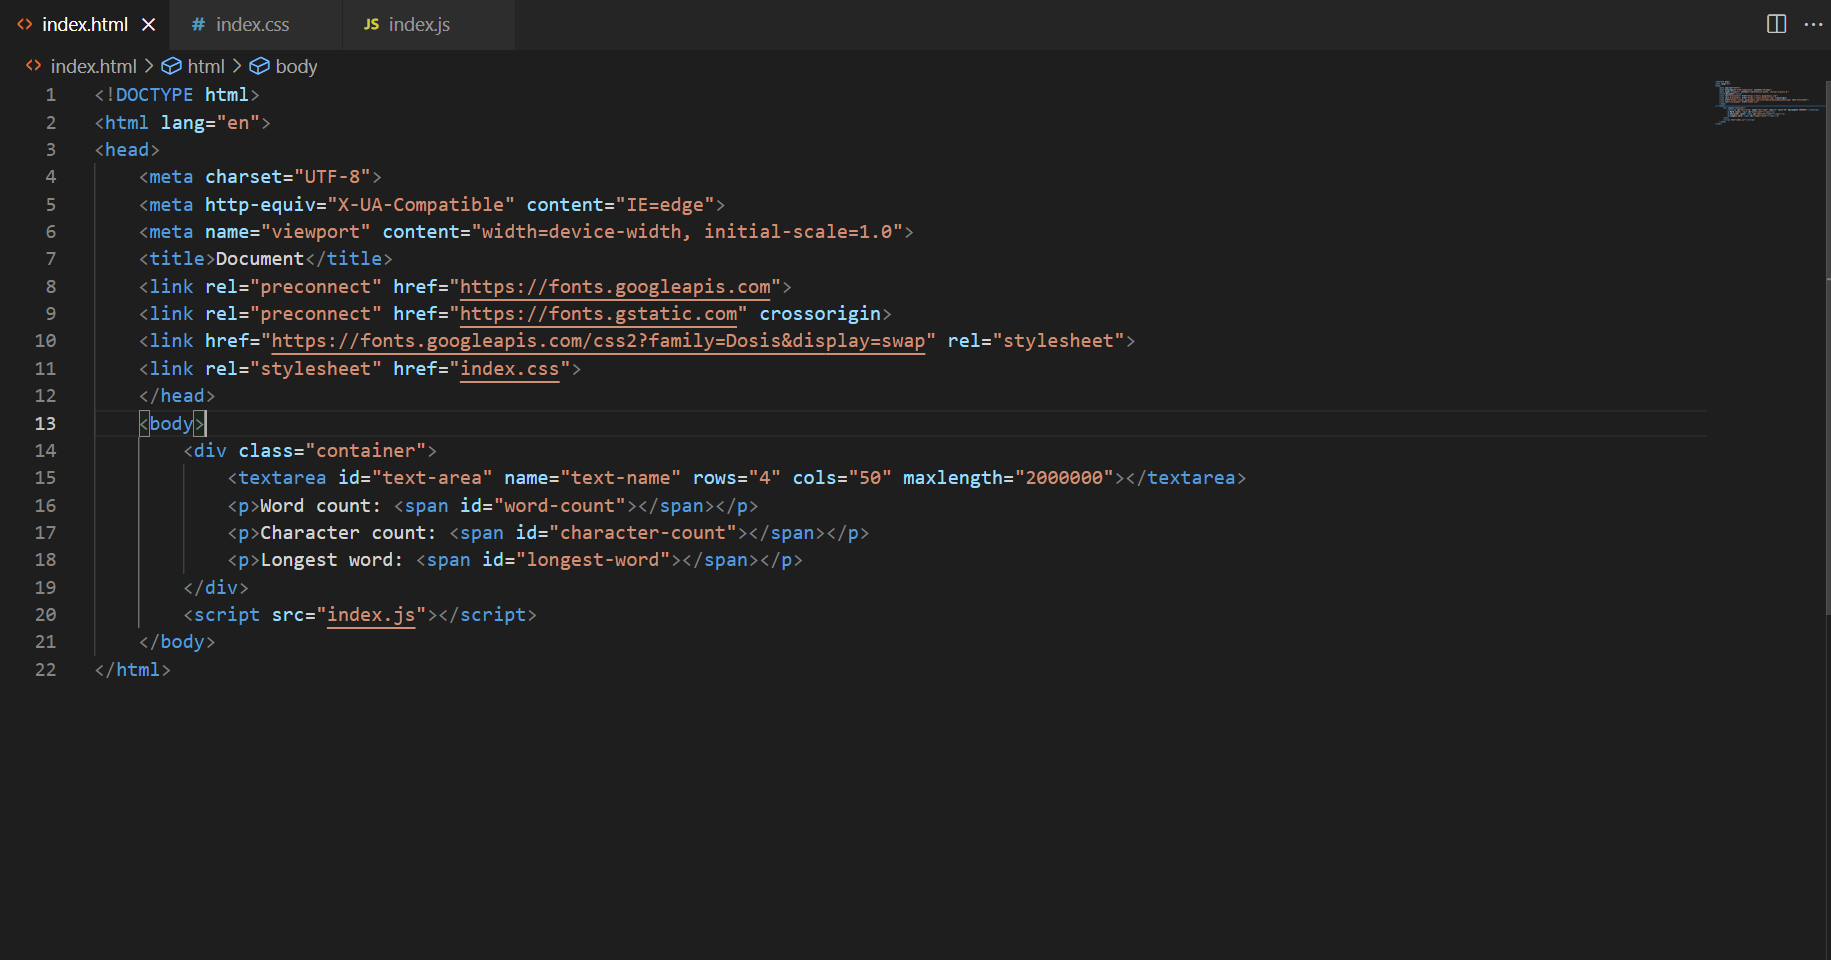 <> index.html × # index.css JS index.js ...
<> index.html > html > body
1 <!DOCTYPE html>
2 <html lang="en">
3 <head>
4 <meta charset="UTF-8">
5 <meta http-equiv="X-UA-Compatible" content="IE=edge">
6 <meta name="viewport" content="width=device-width, initial-scale=1.0">
7 <title>Document</title>
8 <link rel="preconnect" href="https://fonts.googleapis.com">
9 <link rel="preconnect" href="https://fonts.gstatic.com" crossorigin>
10 <link href="https://fonts.googleapis.com/css2?family=Dosis&display=swap" rel="stylesheet">
11 <link rel="stylesheet" href="index.css">
12 </head>
13 <body>
14 <div class="container">
15 <textarea id="text-area" name="text-name" rows="4" cols="50" maxlength="2000000"></textarea>
16 <p>Word count: <span id="word-count"></span></p>
17 <p>Character count: <span id="character-count"></span></p>
18 <p>Longest word: <span id="longest-word"></span></p>
19 </div>
20 <script src="index.js"></script>
21 </body>
22 </html>